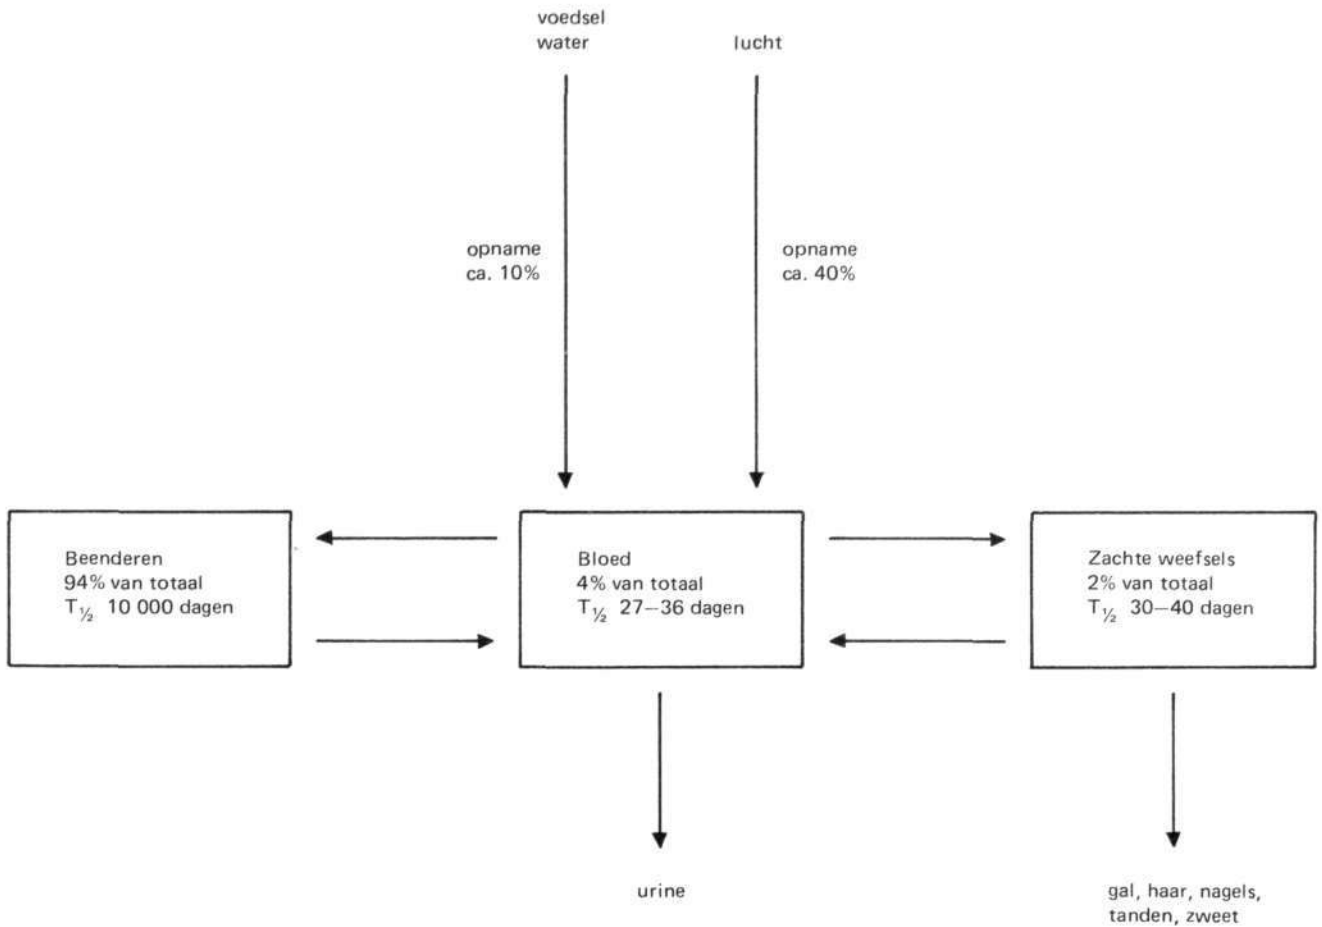 voedsel
water
lucht
opname
ca. 10%
opname
ca. 40%
Beenderen
94% van totaal
T½ 10 000 dagen
Bloed
4% van totaal
T½ 27–36 dagen
Zachte weefsels
2% van totaal
T½ 30–40 dagen
urine
gal, haar, nagels,
tanden, zweet